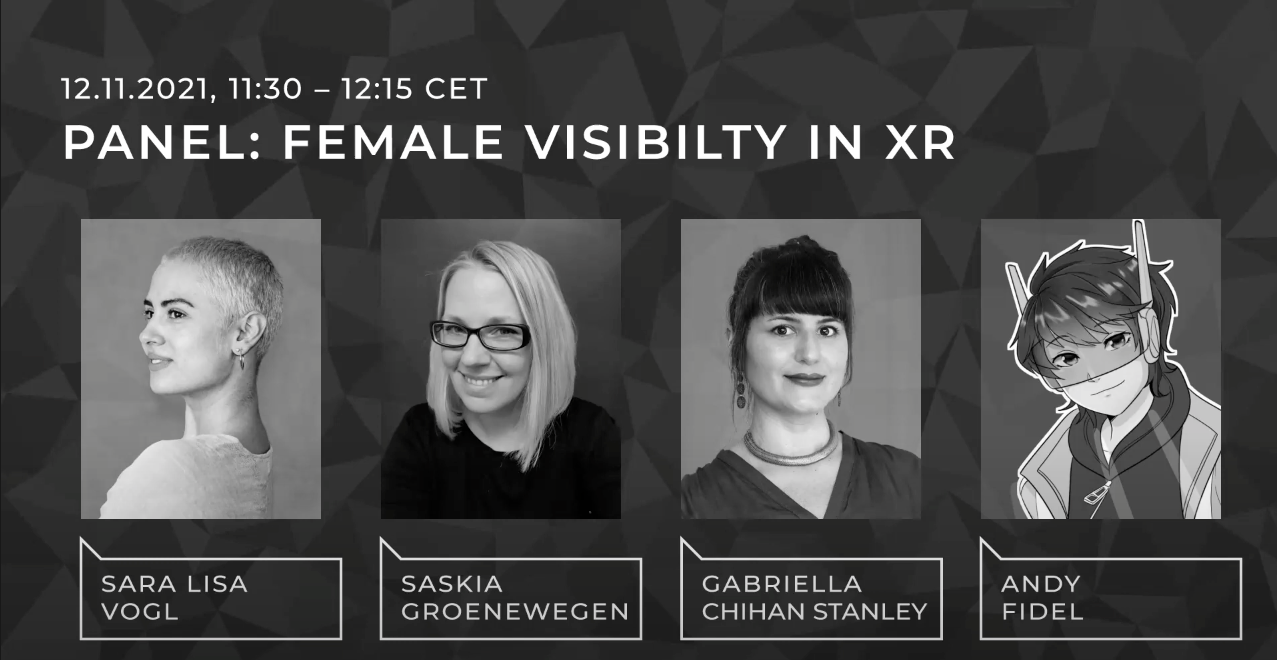 12.11.2021, 11:30 – 12:15 CET
PANEL: FEMALE VISIBILTY IN XR
SARA LISA
VOGL
SASKIA
GROENEWEGEN
GABRIELLA
CHIHAN STANLEY
ANDY
FIDEL